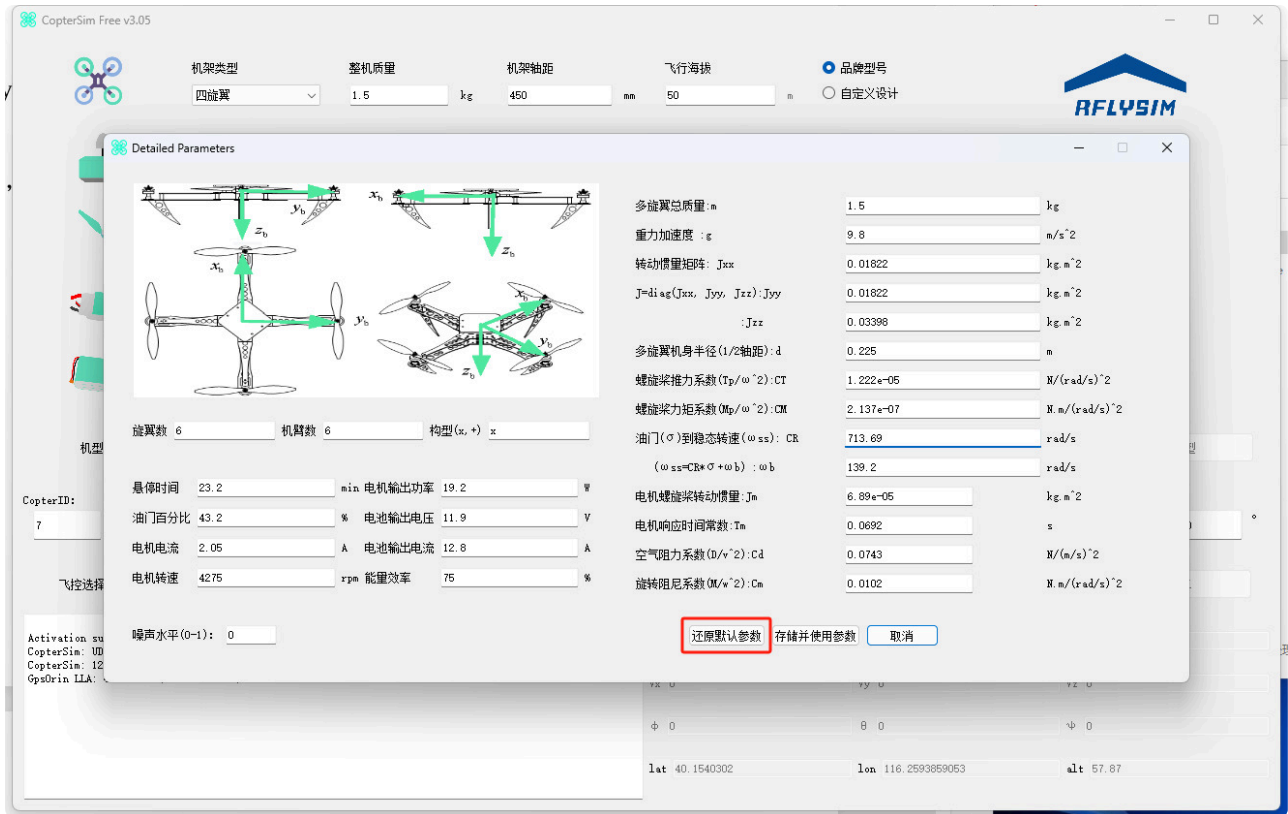 CopterSim Free v3.05
机架类型 整机质量 机架轴距 飞行海拔 品牌型号
四旋翼 1.5 kg 450 mm 50 m 自定义设计
RFLYSIM
Detailed Parameters
多旋翼总质量:m 1.5 kg
重力加速度 :g 9.8 m/s^2
转动惯量矩阵: Jxx 0.01822 kg.m^2
J=diag(Jxx, Jyy, Jzz):Jyy 0.01822 kg.m^2
:Jzz 0.03398 kg.m^2
多旋翼机身半径(1/2轴距):d 0.225 m
螺旋桨推力系数(Tp/ω^2):CT 1.222e-05 N/(rad/s)^2
螺旋桨力矩系数(Mp/ω^2):CM 2.137e-07 N.m/(rad/s)^2
油门(σ)到稳态转速(ωss): CR 713.69 rad/s
(ωss=CR*σ+ωb) :ωb 139.2 rad/s
电机螺旋桨转动惯量:Jm 6.89e-05 kg.m^2
电机响应时间常数:Tm 0.0692 s
空气阻力系数(D/v^2):Cd 0.0743 N/(m/s)^2
旋转阻尼系数(M/w^2):Cm 0.0102 N.m/(rad/s)^2
yb xb
zb zb
xb xb
yb yb
zb
旋翼数 6 机臂数 6 构型(x,+) x
悬停时间 23.2 min 电机输出功率 19.2 W
油门百分比 43.2 % 电池输出电压 11.9 V
电机电流 2.05 A 电池输出电流 12.8 A
电机转速 4275 rpm 能量效率 75 %
噪声水平(0-1): 0
还原默认参数 存储并使用参数 取消
机型
型
CopterID:
7
°
飞控选择
Activation su
CopterSim: UD
CopterSim: 12
GpsOrin LLA:
vx 0 vy 0 vz 0
ϕ 0 θ 0 ψ 0
lat 40.1540302 lon 116.2593859053 alt 57.87